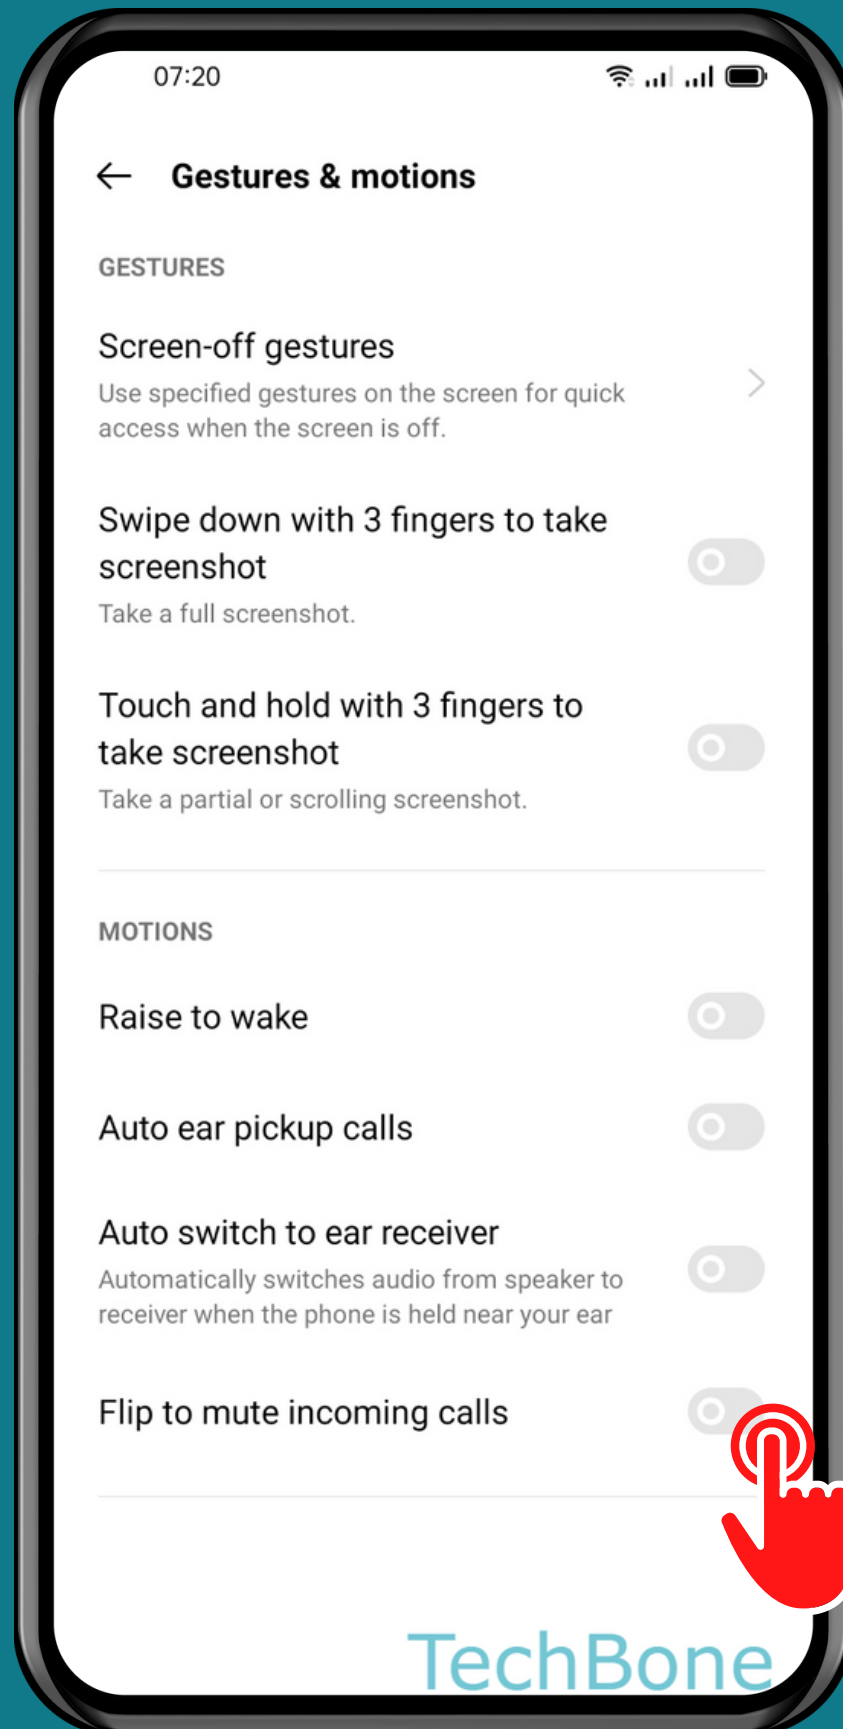 07:20
Gestures & motions
GESTURES
Screen-off gestures
Use specified gestures on the screen for quick
access when the screen is off.
Swipe down with 3 fingers to take
screenshot
Take a full screenshot.
Touch and hold with 3 fingers to
take screenshot
Take a partial or scrolling screenshot.
MOTIONS
Raise to wake
Auto ear pickup calls
Auto switch to ear receiver
Automatically switches audio from speaker to
receiver when the phone is held near your ear
Flip to mute incoming calls
TechBone